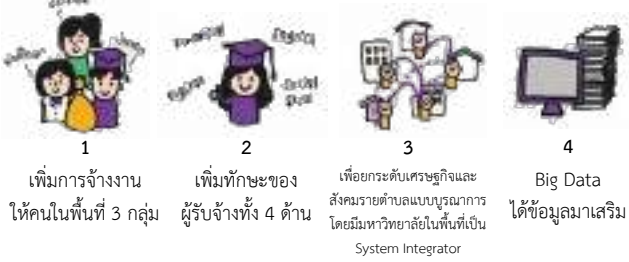 1
เพิ่มการจ้างงาน
ให้คนในพื้นที่ 3 กลุ่ม
2
เพิ่มทักษะของ
ผู้รับจ้างทั้ง 4 ด้าน
3
เพื่อยกระดับเศรษฐกิจและ
สังคมรายตำบลแบบบูรณาการ
โดยมีมหาวิทยาลัยในพื้นที่เป็น
System Integrator
4
Big Data
ได้ข้อมูลมาเสริม